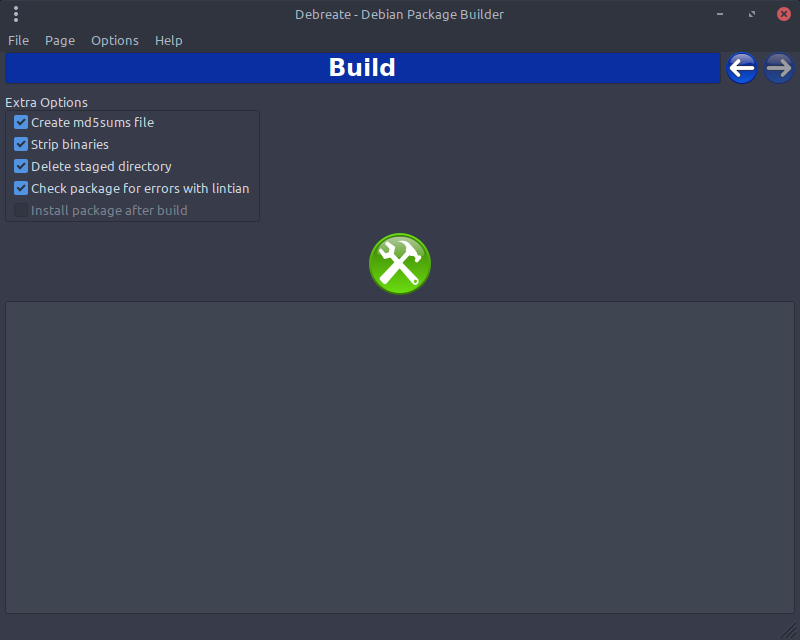 Debreate - Debian Package Builder
File Page Options Help
Build
Extra Options
Create md5sums file
Strip binaries
Delete staged directory
Check package for errors with lintian
Install package after build